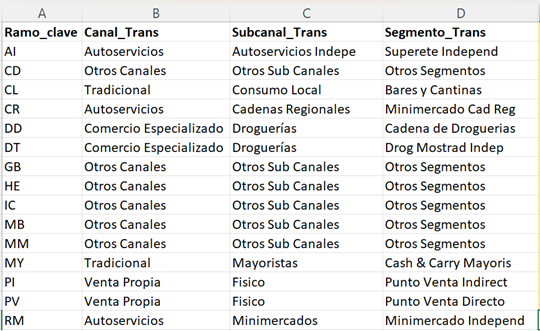 A B C D
Ramo_clave Canal_Trans Subcanal_Trans Segmento_Trans
AI Autoservicios Autoservicios Indepe Superete Independ
CD Otros Canales Otros Sub Canales Otros Segmentos
CL Tradicional Consumo Local Bares y Cantinas
CR Autoservicios Cadenas Regionales Minimercado Cad Reg
DD Comercio Especializado Droguerías Cadena de Droguerias
DT Comercio Especializado Droguerías Drog Mostrad Indep
GB Otros Canales Otros Sub Canales Otros Segmentos
HE Otros Canales Otros Sub Canales Otros Segmentos
IC Otros Canales Otros Sub Canales Otros Segmentos
MB Otros Canales Otros Sub Canales Otros Segmentos
MM Otros Canales Otros Sub Canales Otros Segmentos
MY Tradicional Mayoristas Cash & Carry Mayoris
PI Venta Propia Fisico Punto Venta Indirect
PV Venta Propia Fisico Punto Venta Directo
RM Autoservicios Minimercados Minimercado Independ